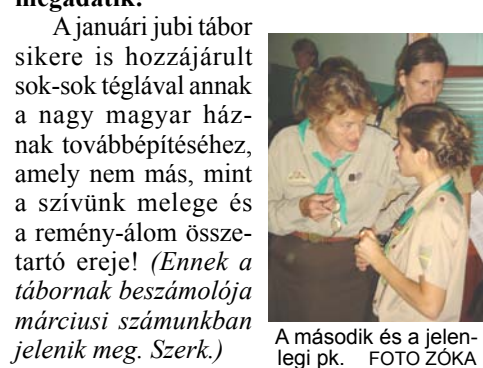 megadatik.
A januári jubi tábor
sikere is hozzájárult
sok-sok téglával annak
a nagy magyar ház-
nak továbbépítéséhez,
amely nem más, mint
a szívünk melege és
a remény-álom össze-
tartó ereje! (Ennek a
tábornak beszámolója
márciusi számunkban
jelenik meg. Szerk.)
A második és a jelen-
legi pk. FOTO ZÓKA